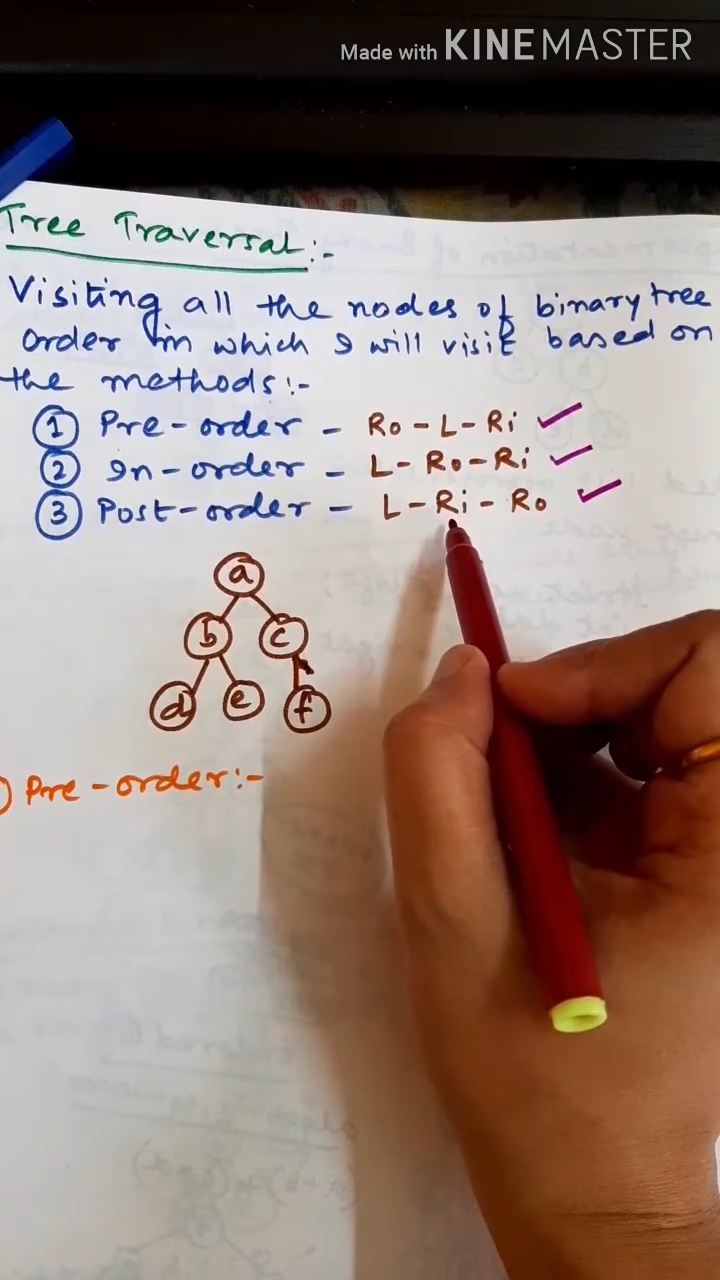 Made with KINEMASTER
Tree Traversal:-
Visiting all the nodes of binary tree
order in which I will visit based on
the methods:-
① Pre-order - Ro-L-Ri ✓
② In-order - L-Ro-Ri ✓
③ Post-order - L-Ri-Ro ✓
a
b c
d e f
) Pre-order:-